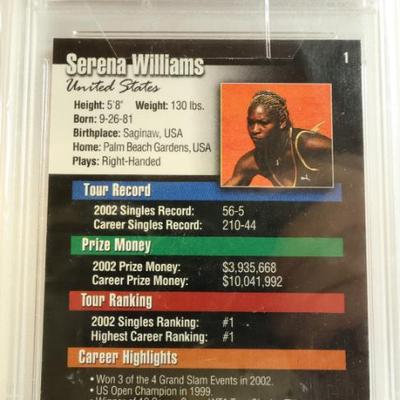 Serena Williams 1
United States
Height: 5'8" Weight: 130 lbs.
Born: 9-26-81
Birthplace: Saginaw, USA
Home: Palm Beach Gardens, USA
Plays: Right-Handed
Tour Record
2002 Singles Record: 56-5
Career Singles Record: 210-44
Prize Money
2002 Prize Money: $3,935,668
Career Prize Money: $10,041,992
Tour Ranking
2002 Singles Ranking: #1
Highest Career Ranking: #1
Career Highlights
• Won 3 of the 4 Grand Slam Events in 2002.
• US Open Champion in 1999.